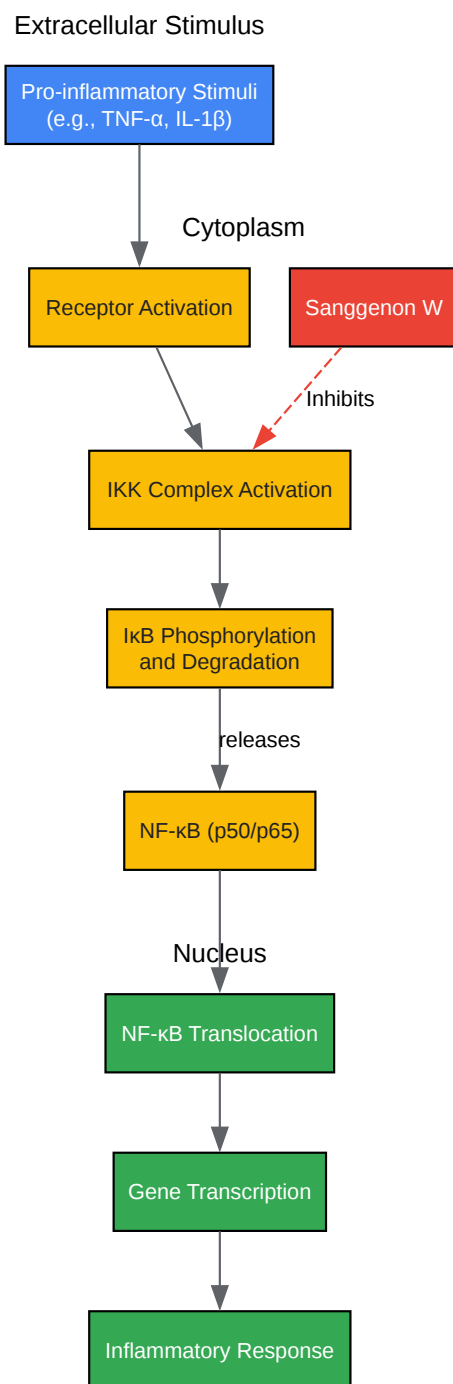 Extracellular Stimulus
Pro-inflammatory Stimuli
(e.g., TNF-α, IL-1β)
Cytoplasm
Receptor Activation
Sanggenon W
Inhibits
IKK Complex Activation
IκB Phosphorylation
and Degradation
releases
NF-κB (p50/p65)
Nucleus
NF-κB Translocation
Gene Transcription
Inflammatory Response